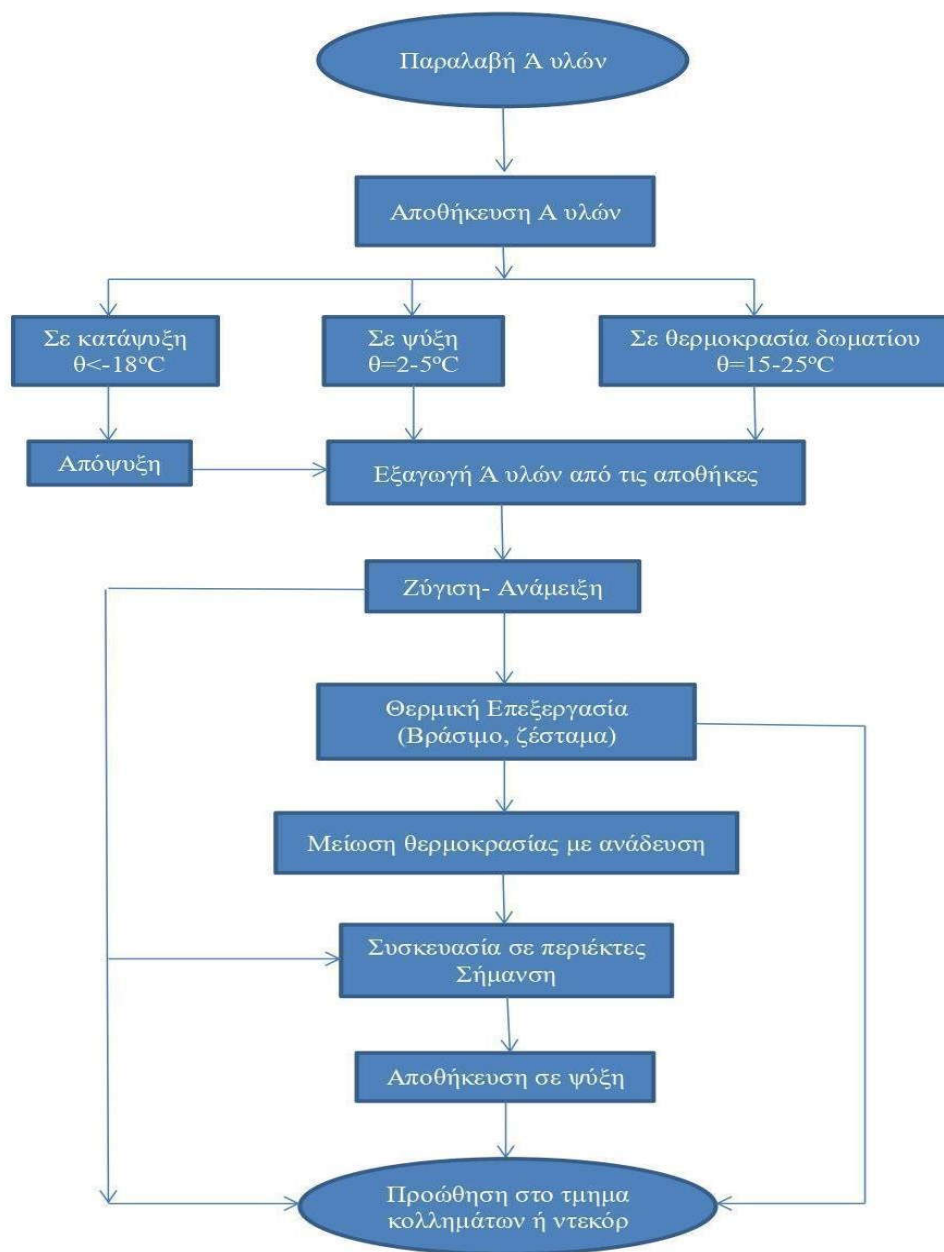 Παραλαβή Ά υλών
Αποθήκευση Α υλών
Σε κατάψυξη
θ<-18ºC
Σε ψύξη
θ=2-5ºC
Σε θερμοκρασία δωματίου
θ=15-25ºC
Απόψυξη
Εξαγωγή Ά υλών από τις αποθήκες
Ζύγιση- Ανάμειξη
Θερμική Επεξεργασία
(Βράσιμο, ζέσταμα)
Μείωση θερμοκρασίας με ανάδευση
Συσκευασία σε περιέκτες
Σήμανση
Αποθήκευση σε ψύξη
Προώθηση στο τμημα
κολλημάτων ή ντεκόρ